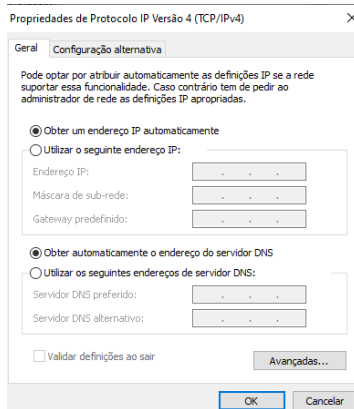 Propriedades de Protocolo IP Versão 4 (TCP/IPv4)
Geral Configuração alternativa
Pode optar por atribuir automaticamente as definições IP se a rede
suportar essa funcionalidade. Caso contrário tem de pedir ao
administrador de rede as definições IP apropriadas.
Obter um endereço IP automaticamente
Utilizar o seguinte endereço IP:
Endereço IP:
Máscara de sub-rede:
Gateway predefinido:
Obter automaticamente o endereço do servidor DNS
Utilizar os seguintes endereços de servidor DNS:
Servidor DNS preferido:
Servidor DNS alternativo:
Validar definições ao sair
Avançadas...
OK Cancelar